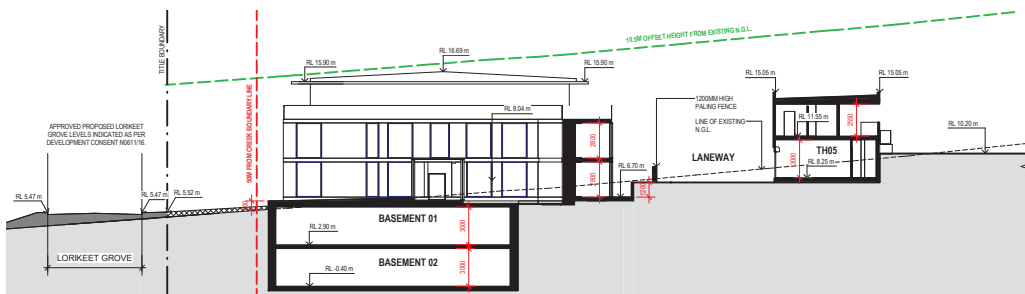 TITLE BOUNDARY
50M FROM CREEK BOUNDARY LINE
10.5M OFFSET HEIGHT FROM EXISTING N.G.L.
RL 16.69 m
RL 15.90 m
RL 15.90 m
RL 15.05 m
RL 15.05 m
APPROVED PROPOSED LORIKEET
GROVE LEVELS INDICATED AS PER
DEVELOPMENT CONSENT N0611/16.
RL 8.04 m
1200MM HIGH
PALING FENCE
LINE OF EXISTING
N.G.L.
RL 11.55 m
2650
RL 10.20 m
2800
LANEWAY
TH05
3000
RL 8.25 m
RL 6.70 m
1200
RL 5.47 m
RL 5.47 m
RL 5.52 m
BASEMENT 01
3000
RL 2.90 m
LORIKEET GROVE
BASEMENT 02
3000
RL -0.40 m